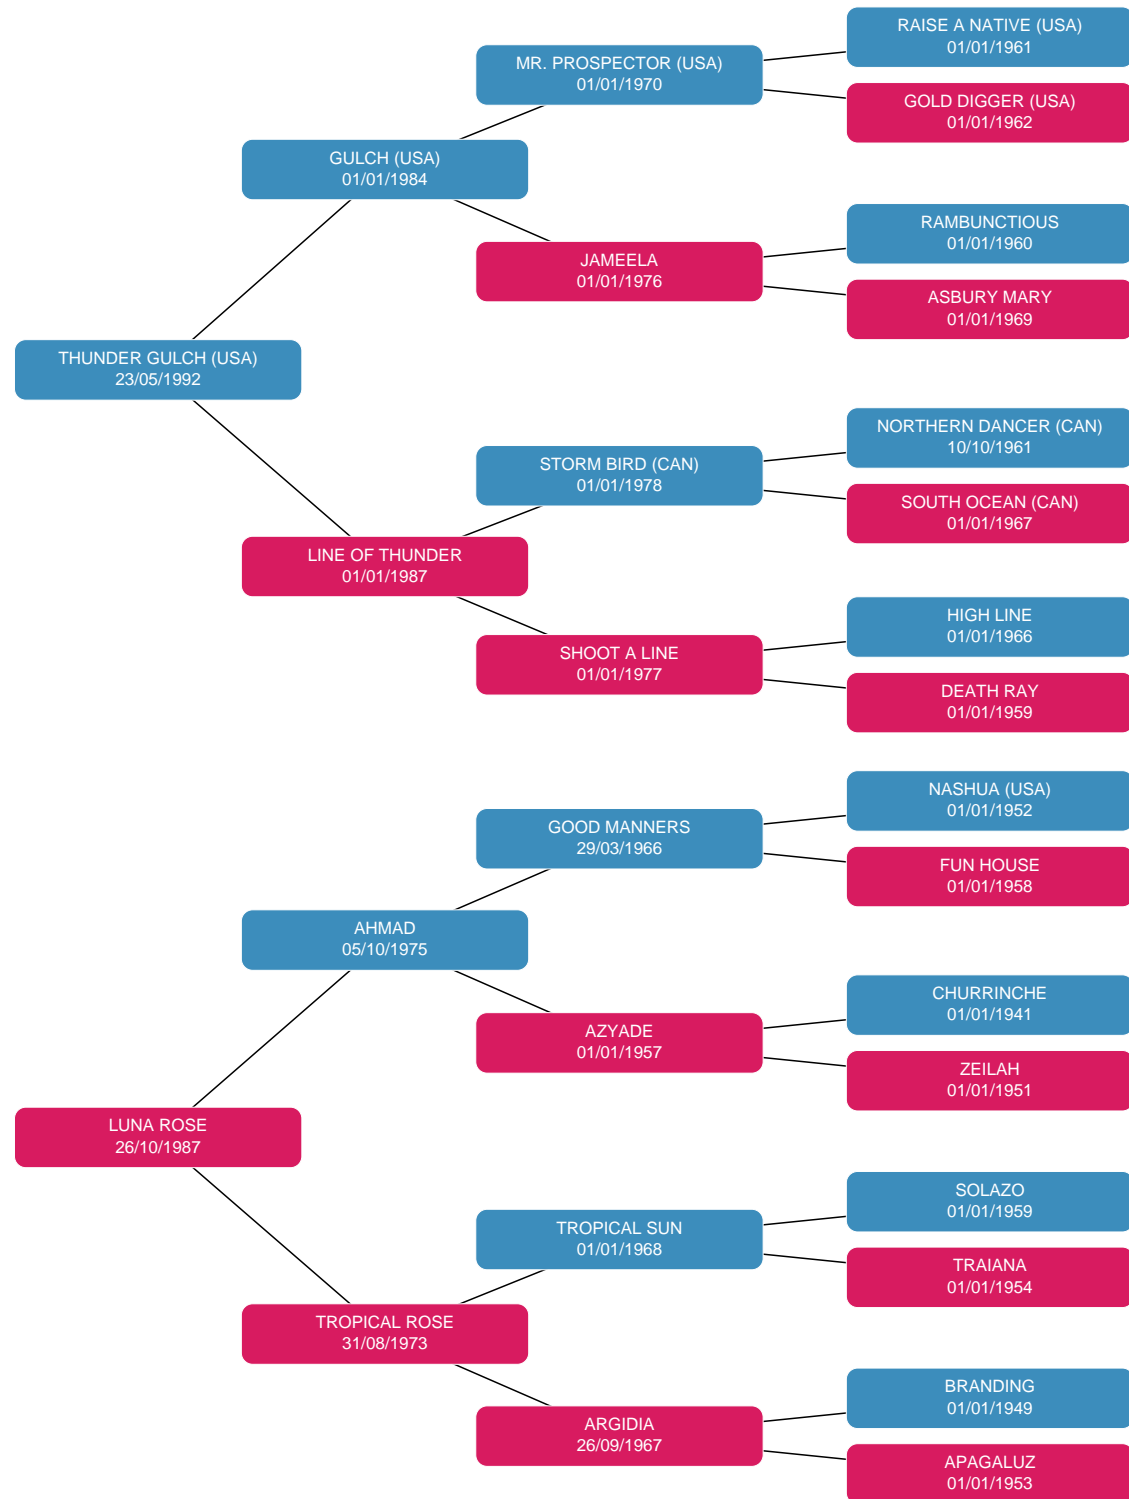 RAISE A NATIVE (USA)
01/01/1961
MR. PROSPECTOR (USA)
01/01/1970
GOLD DIGGER (USA)
01/01/1962
GULCH (USA)
01/01/1984
RAMBUNCTIOUS
01/01/1960
JAMEELA
01/01/1976
ASBURY MARY
01/01/1969
THUNDER GULCH (USA)
23/05/1992
NORTHERN DANCER (CAN)
10/10/1961
STORM BIRD (CAN)
01/01/1978
SOUTH OCEAN (CAN)
01/01/1967
LINE OF THUNDER
01/01/1987
HIGH LINE
01/01/1966
SHOOT A LINE
01/01/1977
DEATH RAY
01/01/1959
NASHUA (USA)
01/01/1952
GOOD MANNERS
29/03/1966
FUN HOUSE
01/01/1958
AHMAD
05/10/1975
CHURRINCHE
01/01/1941
AZYADE
01/01/1957
ZEILAH
01/01/1951
LUNA ROSE
26/10/1987
SOLAZO
01/01/1959
TROPICAL SUN
01/01/1968
TRAIANA
01/01/1954
TROPICAL ROSE
31/08/1973
BRANDING
01/01/1949
ARGIDIA
26/09/1967
APAGALUZ
01/01/1953